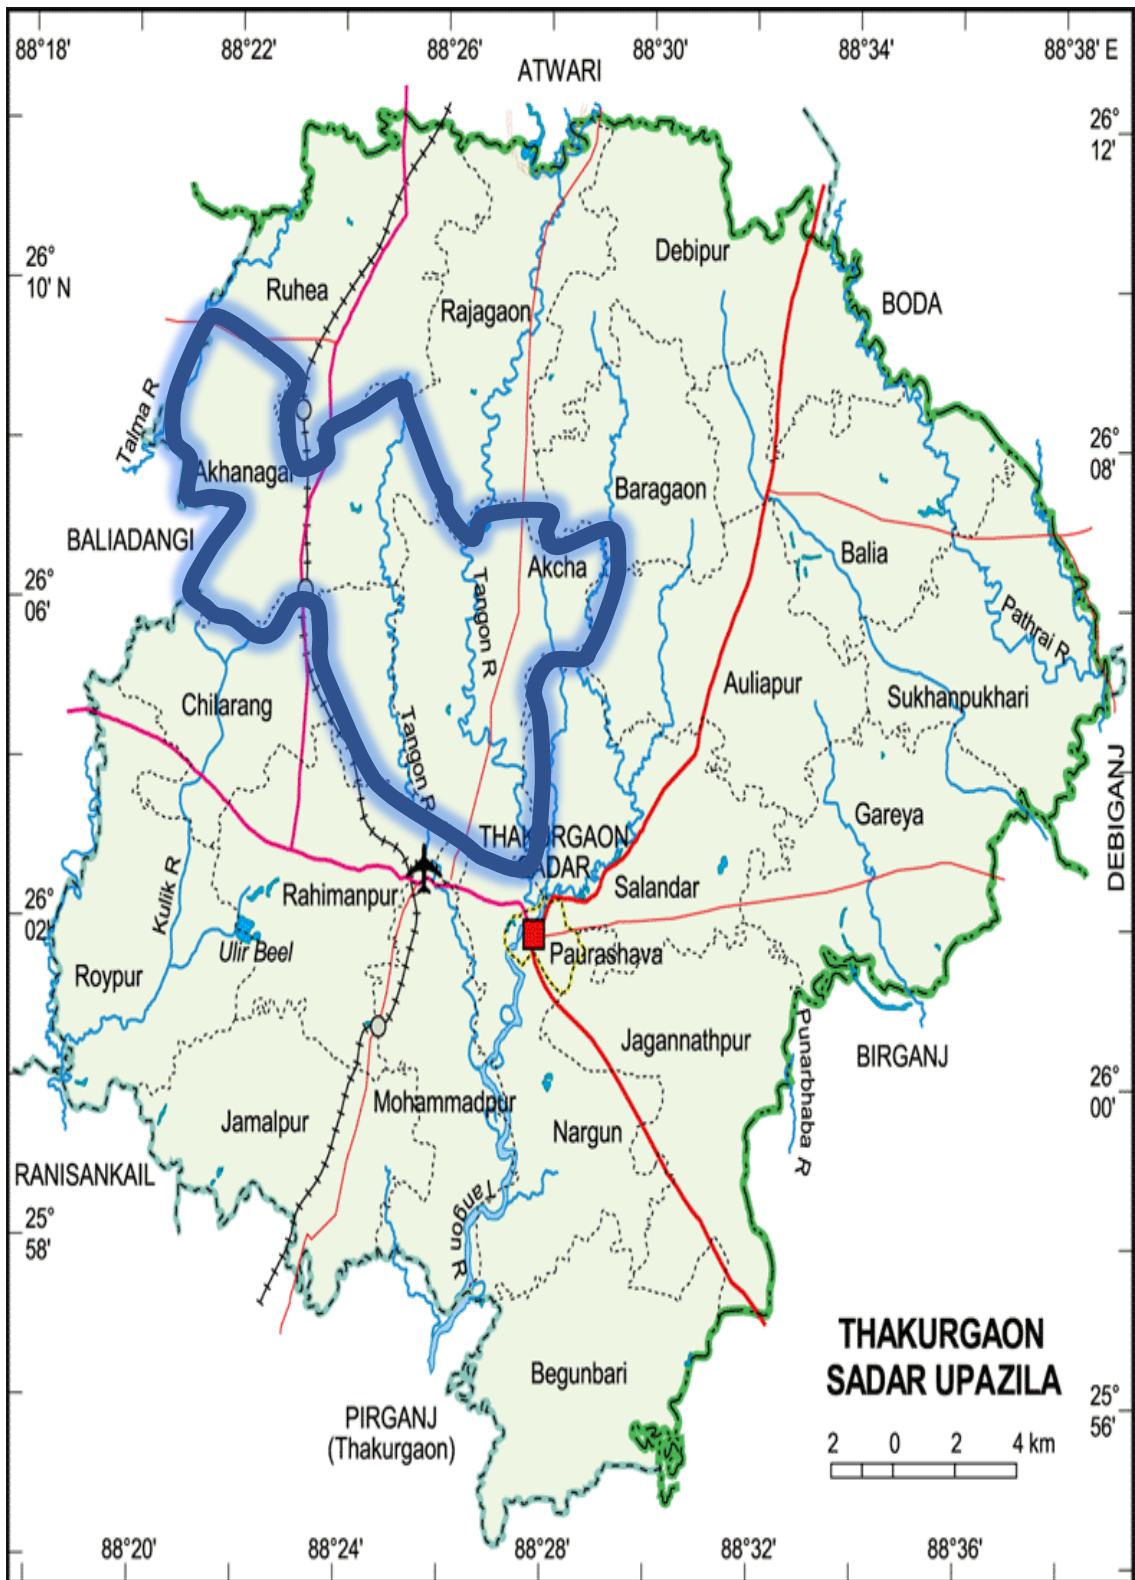 88°18'
88°22'
88°26'
88°30'
88°34'
88°38' E
ATWARI
26°
12'
Debipur
26°
10' N
Ruhea
Rajagaon
BODA
Talma R
26°
08'
Akhanagar
Baragaon
BALIADANGI
Balia
Akcha
26°
06'
Tangon R
Pathrai R
Auliapur
Sukhanpukhari
Chilarang
Tangon R
DEBIGANJ
Gareya
THAKURGAON
SADAR
Salandar
Rahimanpur
Kulik R
26°
02'
Ulir Beel
Paurashava
Roypur
Jagannathpur
Punarbhaba R
BIRGANJ
26°
00'
Mohammadpur
Jamalpur
Nargun
RANISANKAIL
Tangon R
25°
58'
THAKURGAON
SADAR UPAZILA
Begunbari
25°
56'
PIRGANJ
(Thakurgaon)
2 0 2 4 km
88°20'
88°24'
88°28'
88°32'
88°36'